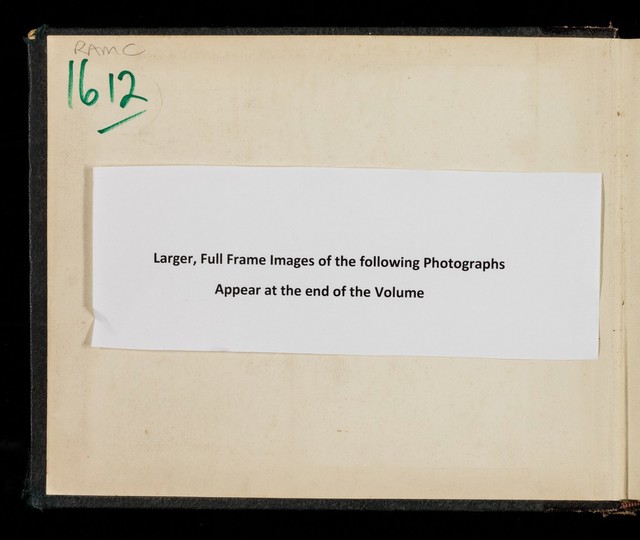 RAMC
1612
Larger, Full Frame Images of the following Photographs
Appear at the end of the Volume